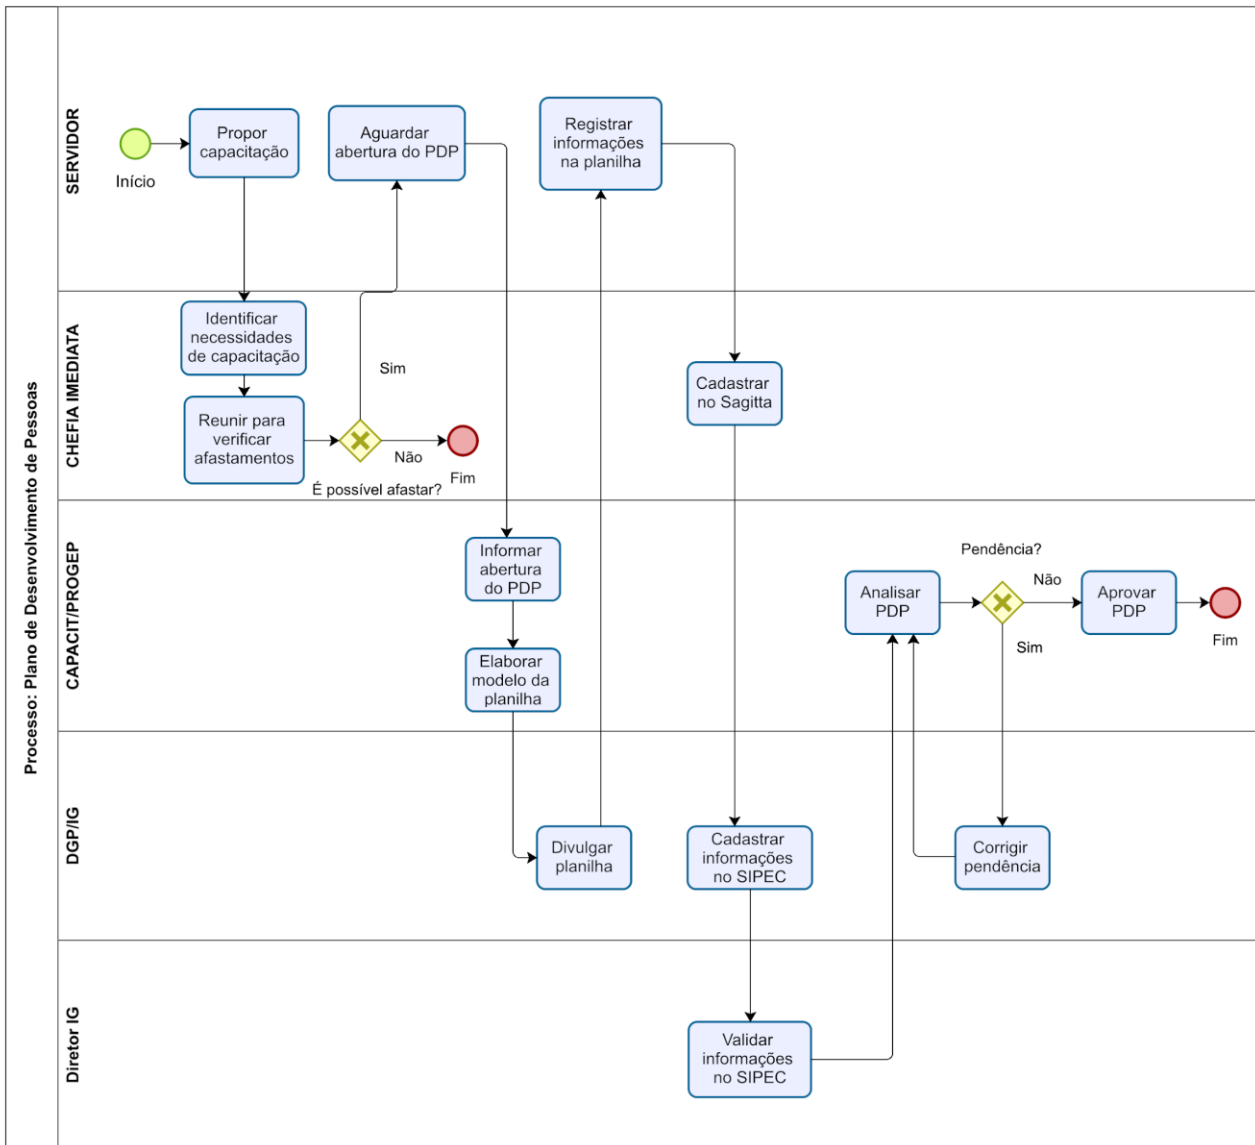 Processo: Plano de Desenvolvimento de Pessoas
SERVIDOR
Início
Propor
capacitação
Aguardar
abertura do PDP
Registrar
informações
na planilha
CHEFIA IMEDIATA
Identificar
necessidades
de capacitação
Reunir para
verificar
afastamentos
Sim
Não
É possível afastar?
Fim
Cadastrar
no Sagitta
CAPACIT/PROGEP
Informar
abertura
do PDP
Elaborar
modelo da
planilha
Analisar
PDP
Pendência?
Não
Sim
Aprovar
PDP
Fim
DGP/IG
Divulgar
planilha
Cadastrar
informações
no SIPEC
Corrigir
pendência
Diretor IG
Validar
informações
no SIPEC